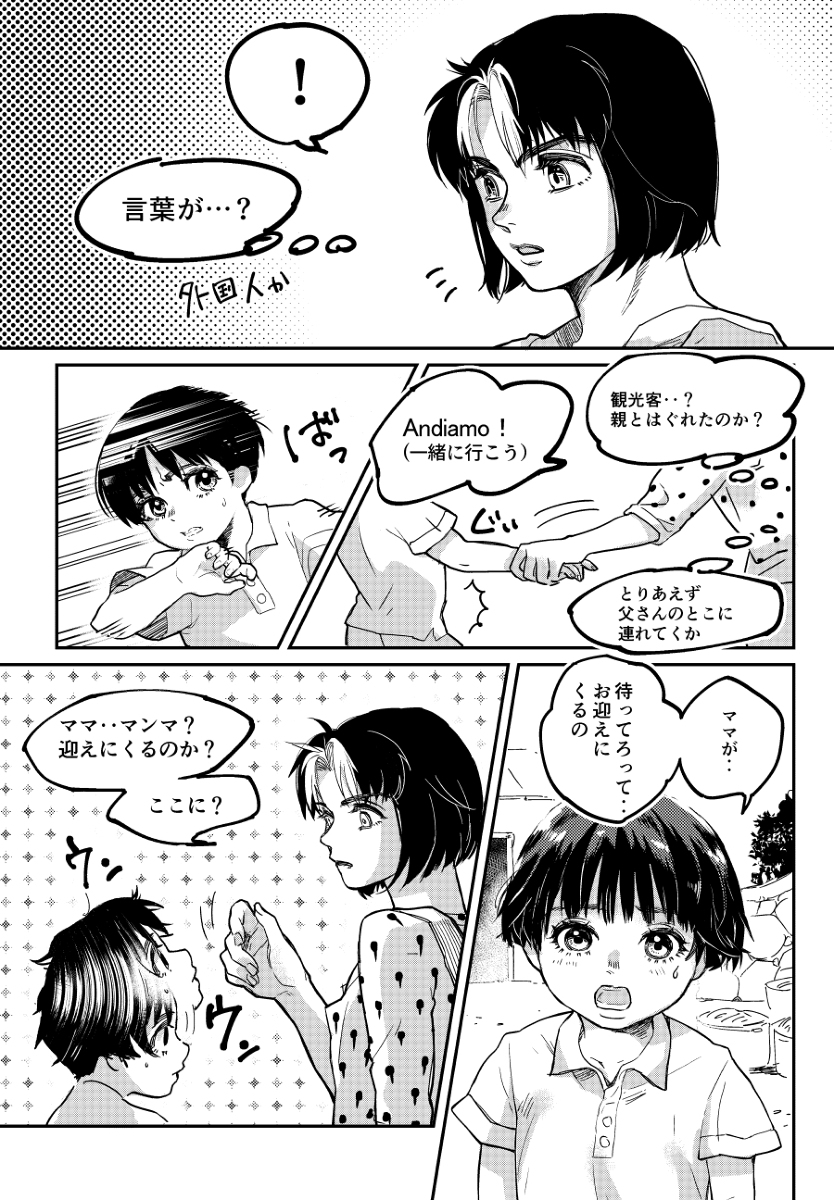 ！
言葉が…？
外国人か
観光客‥？
親とはぐれたのか？
Andiamo！
(一緒に行こう)
ぐぃ
とりあえず
父さんのとこに
連れてくか
ばっ
ママが‥
待ってろって‥
お迎えに
くるの
ママ‥マンマ？
迎えにくるのか？
ここに？
ウン
ウン